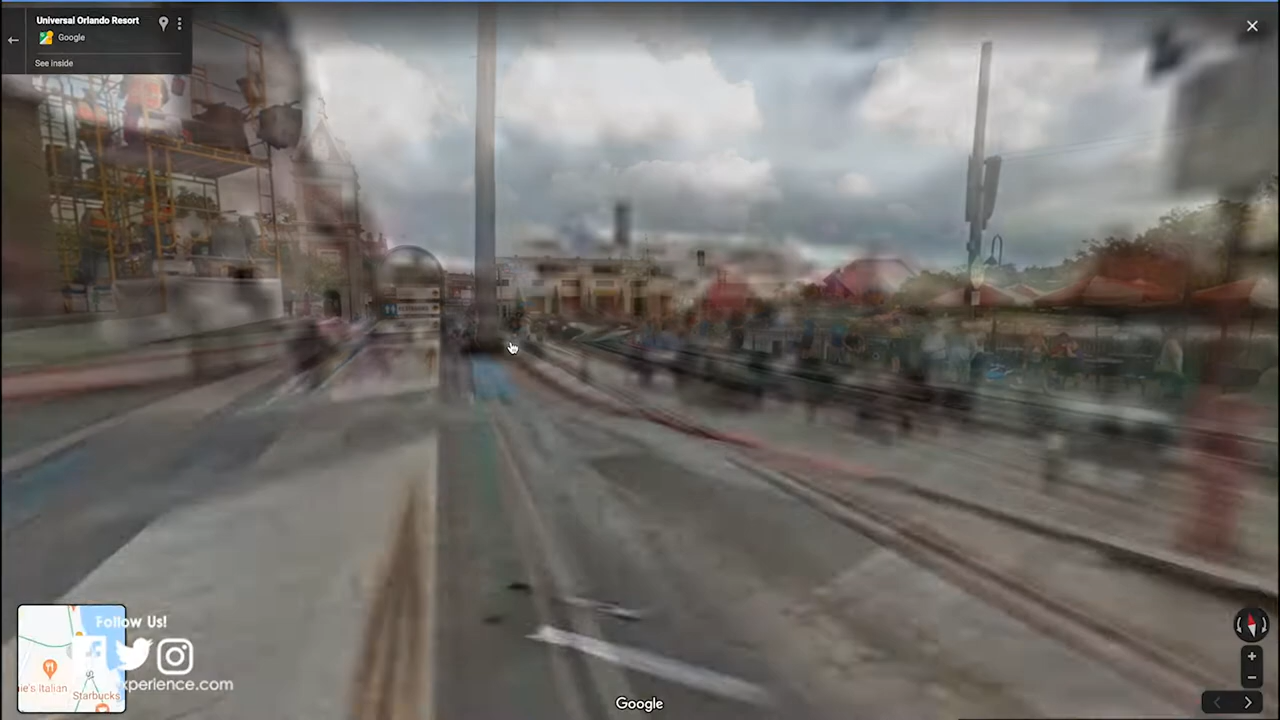 Universal Orlando Resort
Google
See inside
Follow Us!
xperience.com
ie's Italian
Starbucks
Google